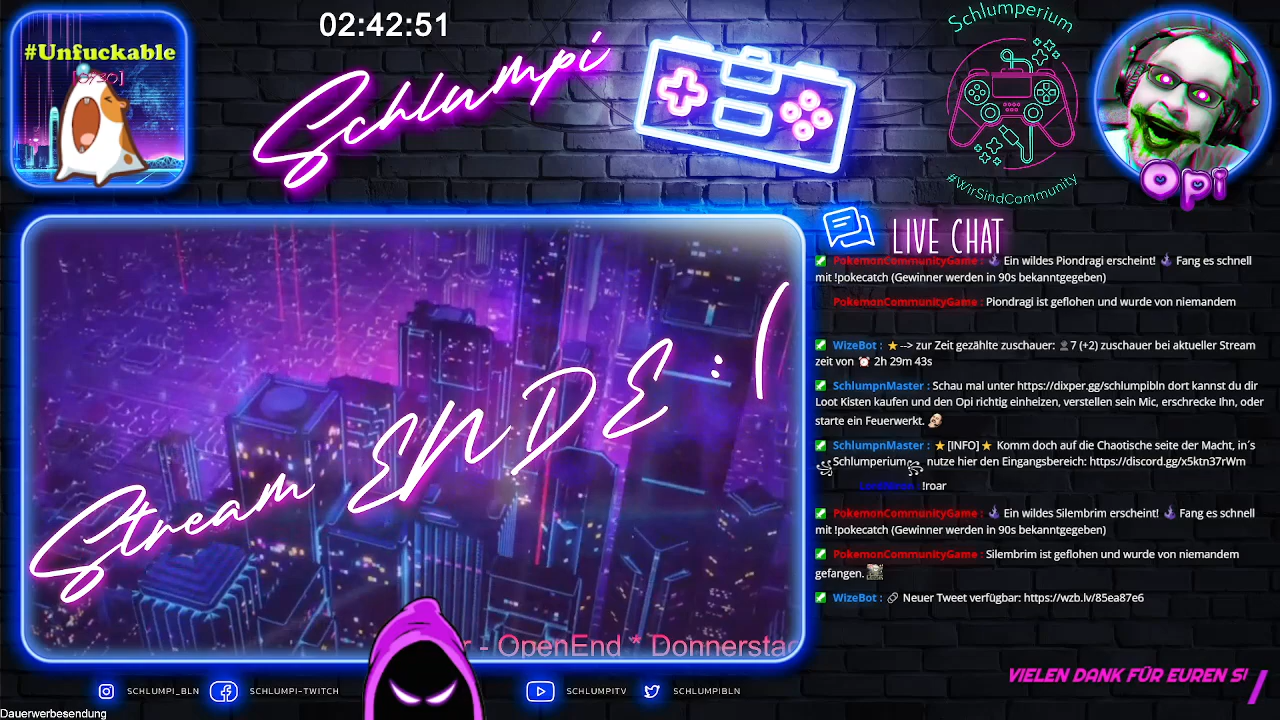 #Unfuckable
02:42:51
Schlumpi
Schlumperium
#WirSindCommunity
Opi
LIVE CHAT
PokemonCommunityGame : Ein wildes Piondragi erscheint! Fang es schnell
mit !pokecatch (Gewinner werden in 90s bekanntgegeben)
PokemonCommunityGame : Piondragi ist geflohen und wurde von niemandem
WizeBot : --> zur Zeit gezählte zuschauer: 7 (+2) zuschauer bei aktueller Stream
zeit von 2h 29m 43s
SchlumpnMaster : Schau mal unter https://dixper.gg/schlumpibln dort kannst du dir
Loot Kisten kaufen und den Opi richtig einheizen, verstellen sein Mic, erschrecke Ihn, oder
starte ein Feuerwerkt.
SchlumpnMaster : ★[INFO]★ Komm doch auf die Chaotische seite der Macht, in´s
꧁Schlumperium꧂ nutze hier den Eingangsbereich: https://discord.gg/x5ktn37rWm
!roar
PokemonCommunityGame : Ein wildes Silembrim erscheint! Fang es schnell
mit !pokecatch (Gewinner werden in 90s bekanntgegeben)
PokemonCommunityGame : Silembrim ist geflohen und wurde von niemandem
gefangen.
WizeBot : Neuer Tweet verfügbar: https://wzb.lv/85ea87e6
Stream ENDE :(
r - OpenEnd * Donnerstag
VIELEN DANK FÜR EUREN S
SCHLUMPI_BLN
SCHLUMPI-TWITCH
SCHLUMPITV
SCHLUMPIBLN
Dauerwerbesendung